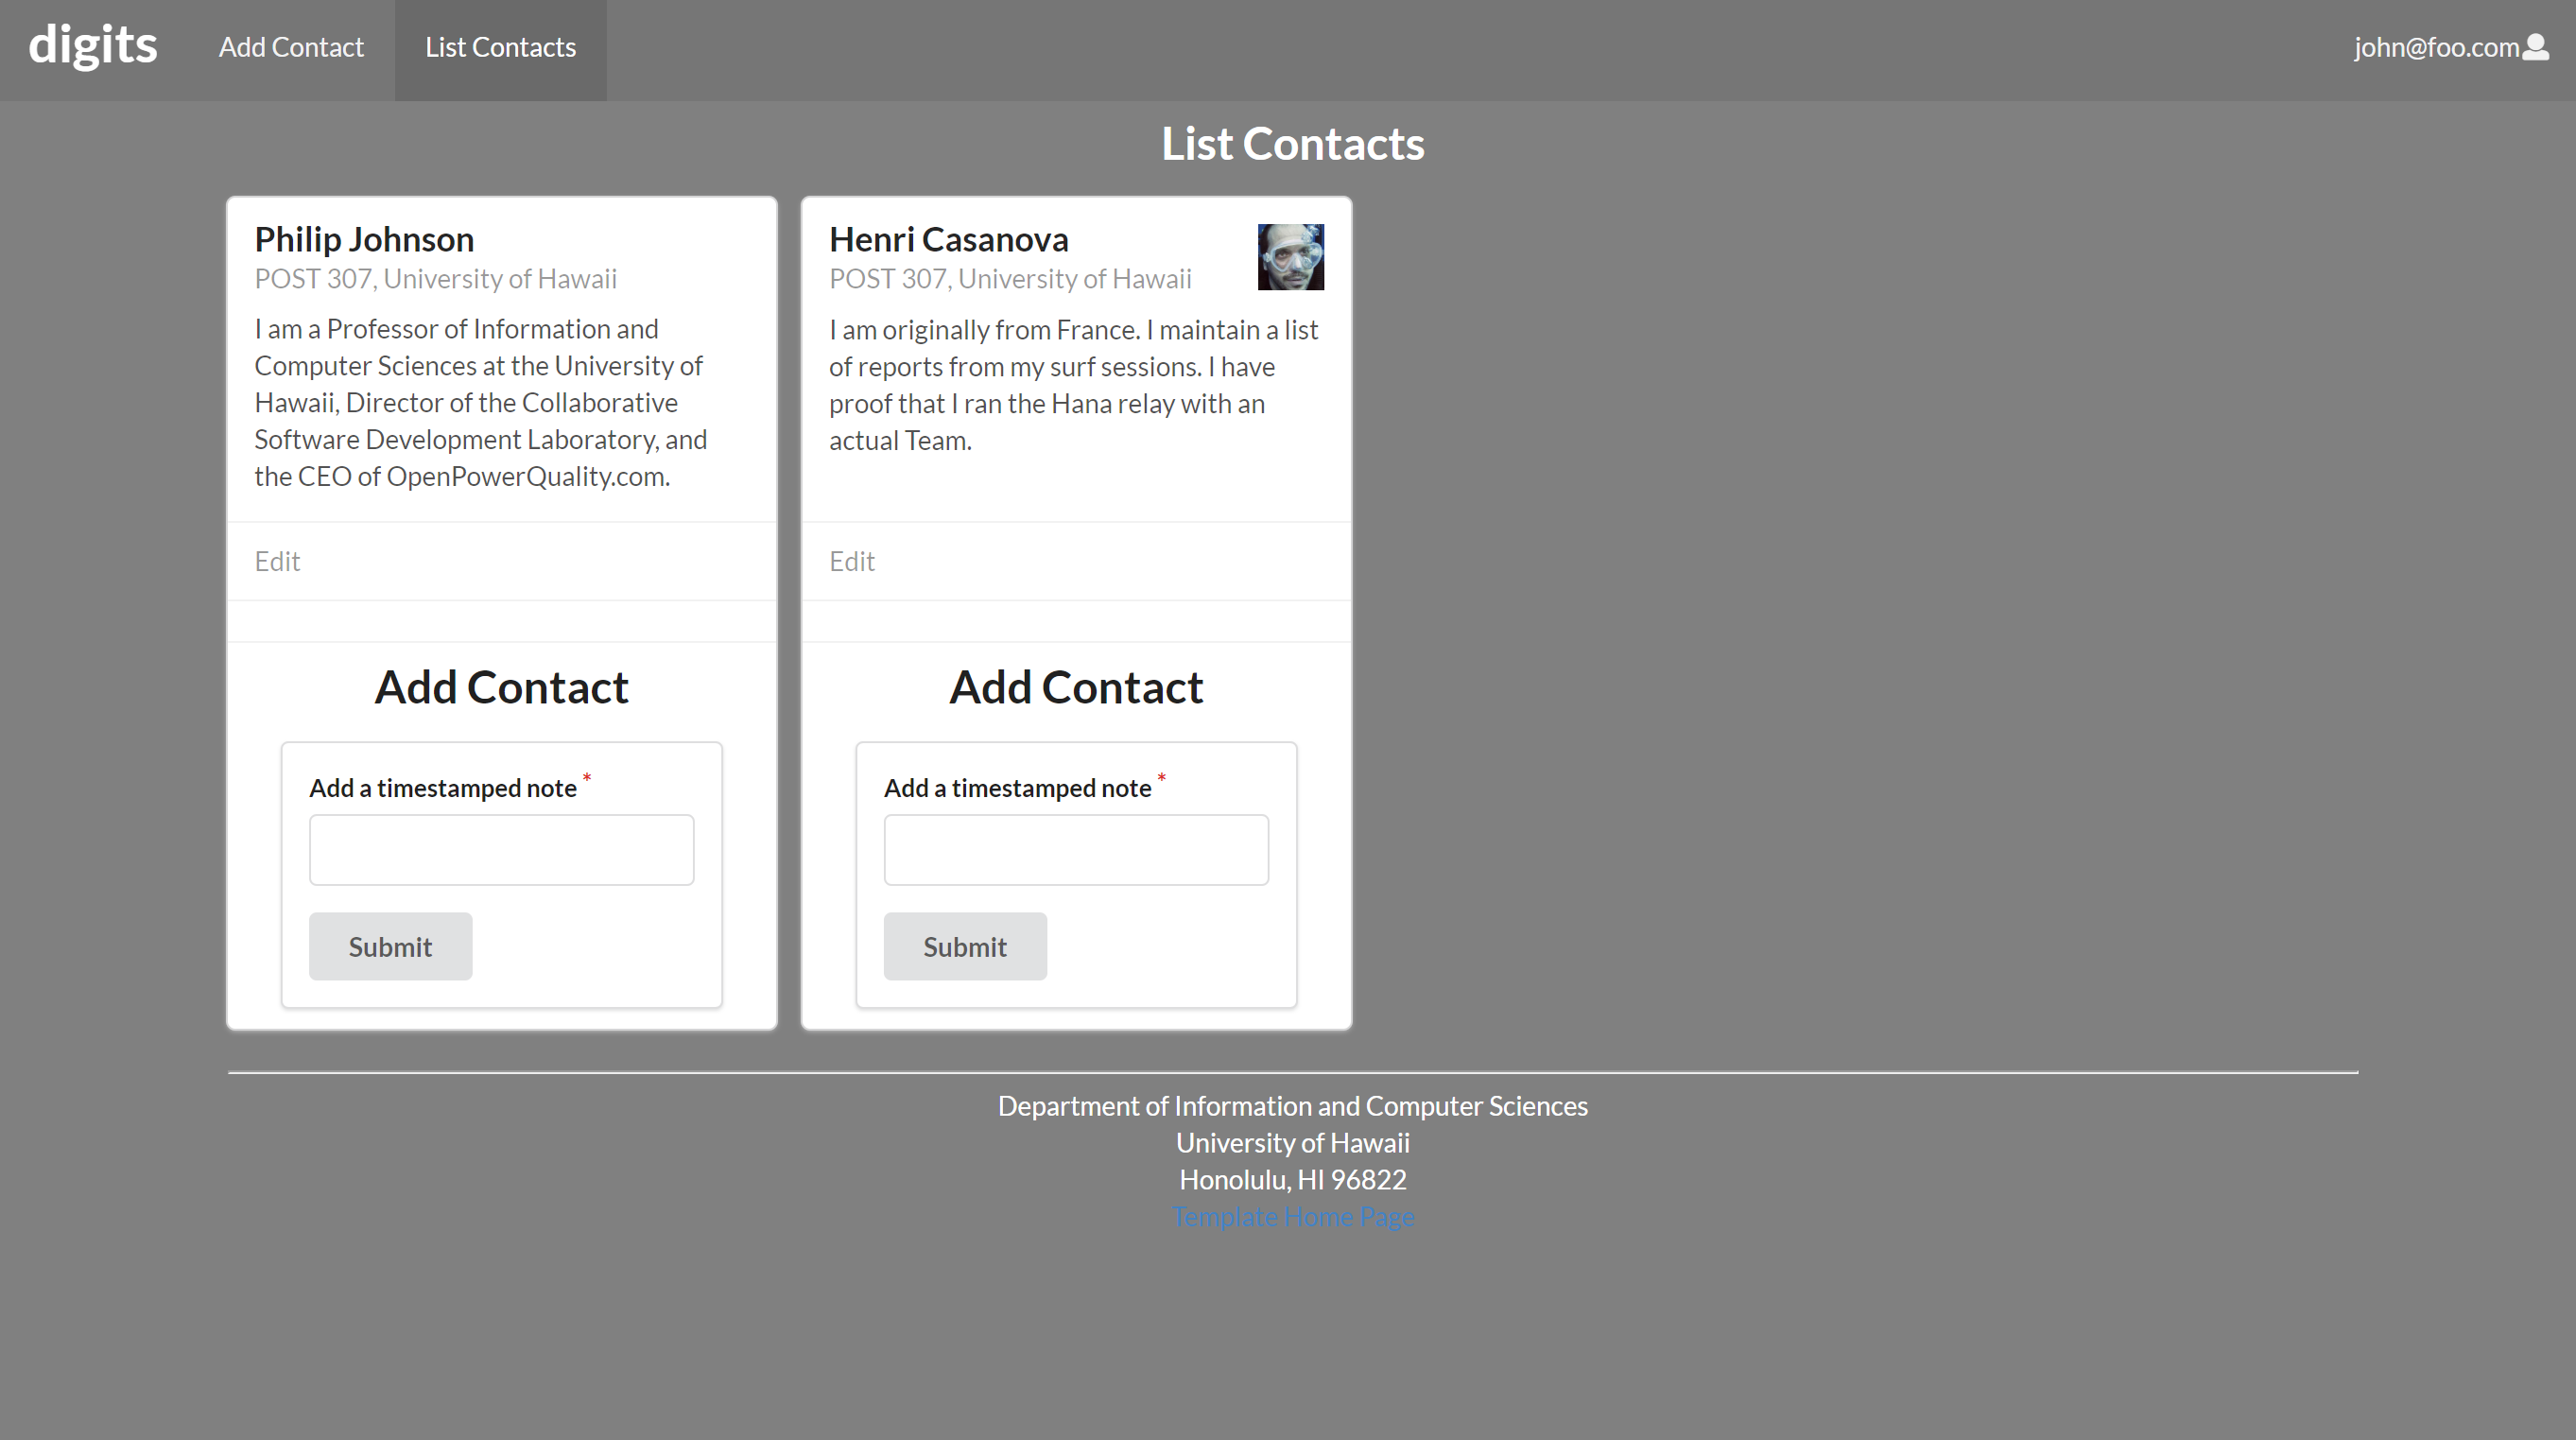 digits
Add Contact
List Contacts
john@foo.com
List Contacts
Philip Johnson
POST 307, University of Hawaii
I am a Professor of Information and
Computer Sciences at the University of
Hawaii, Director of the Collaborative
Software Development Laboratory, and
the CEO of OpenPowerQuality.com.
Edit
Add Contact
Add a timestamped note *
Submit
Henri Casanova
POST 307, University of Hawaii
I am originally from France. I maintain a list
of reports from my surf sessions. I have
proof that I ran the Hana relay with an
actual Team.
Edit
Add Contact
Add a timestamped note *
Submit
Department of Information and Computer Sciences
University of Hawaii
Honolulu, HI 96822
Template Home Page